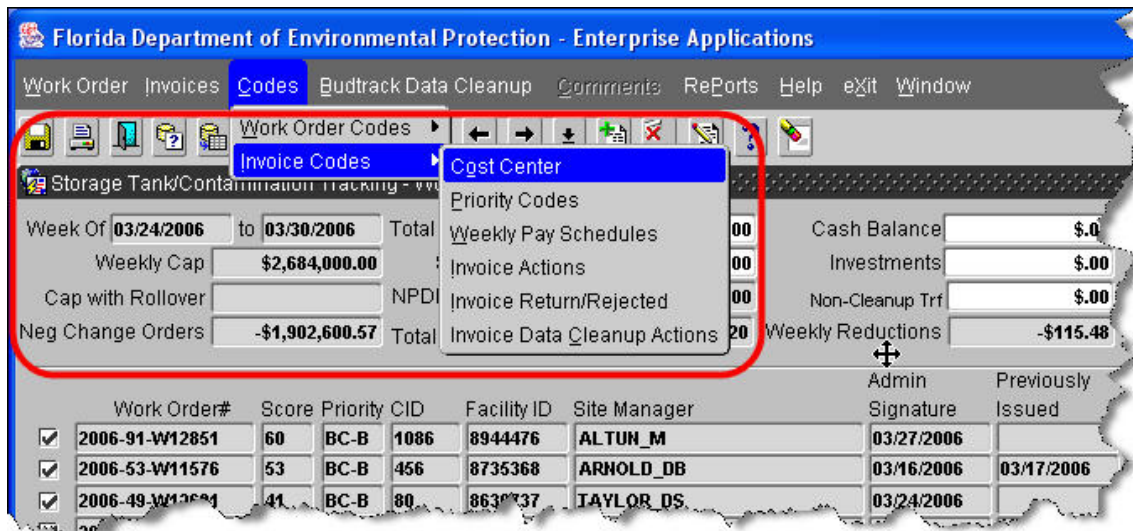 Florida Department of Environmental Protection - Enterprise Applications
Work Order Invoices Codes Budtrack Data Cleanup Comments RePorts Help eXit Window
Work Order Codes
Invoice Codes
Cost Center
Priority Codes
Weekly Pay Schedules
Invoice Actions
Invoice Return/Rejected
Invoice Data Cleanup Actions
Storage Tank/Contamination Tracking - Wo
Week Of 03/24/2006 to 03/30/2006 Total 00 Cash Balance $.0
Weekly Cap $2,684,000.00 00 Investments $.00
Cap with Rollover NPDI 00 Non-Cleanup Trf $.00
Neg Change Orders -$1,902,600.57 Total 20 Weekly Reductions -$115.48
Admin Previously
Work Order# Score Priority CID Facility ID Site Manager Signature Issued
2006-91-W12851 60 BC-B 1086 8944476 ALTUN_M 03/27/2006
2006-53-W11576 53 BC-B 456 8735368 ARNOLD_DB 03/16/2006 03/17/2006
41 BC-B 80 TAYLOR_DS 03/24/2006